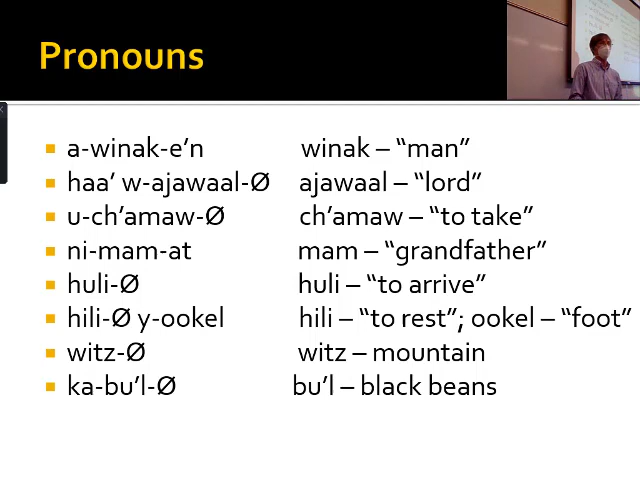 Pronouns
a-winak-e’n winak – “man”
haa’ w-ajawaal-Ø ajawaal – “lord”
u-ch’amaw-Ø ch’amaw – “to take”
ni-mam-at mam – “grandfather”
huli-Ø huli – “to arrive”
hili-Ø y-ookel hili – “to rest”; ookel – “foot”
witz-Ø witz – mountain
ka-bu’l-Ø bu’l – black beans